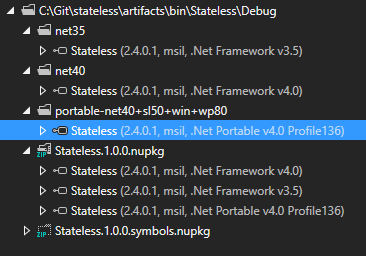 C:\Git\stateless\artifacts\bin\Stateless\Debug
net35
Stateless (2.4.0.1, msil, .Net Framework v3.5)
net40
Stateless (2.4.0.1, msil, .Net Framework v4.0)
portable-net40+sl50+win+wp80
Stateless (2.4.0.1, msil, .Net Portable v4.0 Profile136)
ZIP Stateless.1.0.0.nupkg
Stateless (2.4.0.1, msil, .Net Framework v4.0)
Stateless (2.4.0.1, msil, .Net Framework v3.5)
Stateless (2.4.0.1, msil, .Net Portable v4.0 Profile136)
ZIP Stateless.1.0.0.symbols.nupkg